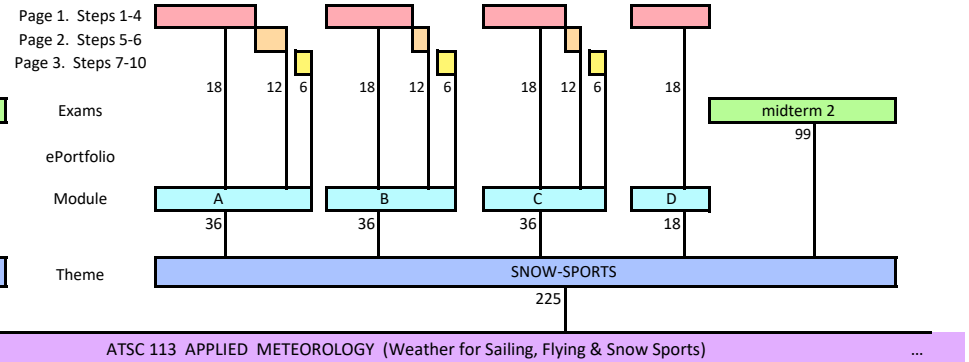 Page 1. Steps 1-4
Page 2. Steps 5-6
Page 3. Steps 7-10
18 12 6 18 12 6 18 12 6 18
Exams midterm 2
99
ePortfolio
Module A B C D
36 36 36 18
Theme SNOW-SPORTS
225
ATSC 113 APPLIED METEOROLOGY (Weather for Sailing, Flying & Snow Sports) ...